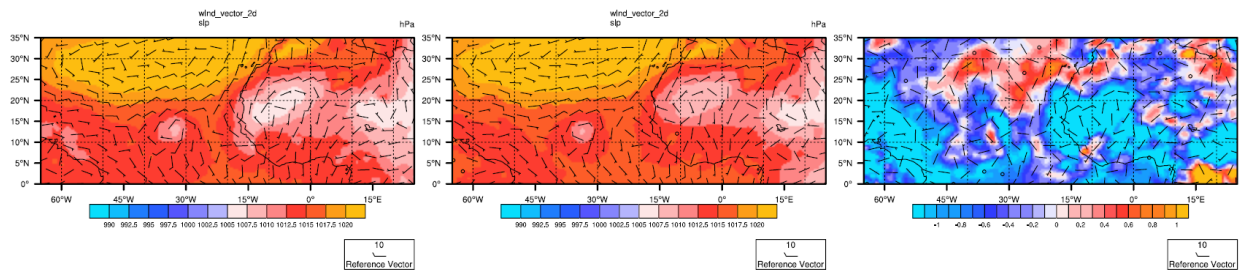 wInd_vector_2d
slp hPa
35°N
30°N
25°N
20°N
15°N
10°N
5°N
0°
60°W 45°W 30°W 15°W 0° 15°E
990 992.5 995 997.5 1000 1002.5 1005 1007.5 1010 1012.5 1015 1017.5 1020
10
Reference Vector
wInd_vector_2d
slp hPa
35°N
30°N
25°N
20°N
15°N
10°N
5°N
0°
60°W 45°W 30°W 15°W 0° 15°E
990 992.5 995 997.5 1000 1002.5 1005 1007.5 1010 1012.5 1015 1017.5 1020
10
Reference Vector
35°N
30°N
25°N
20°N
15°N
10°N
5°N
0°
60°W 45°W 30°W 15°W 0° 15°E
-1 -0.8 -0.6 -0.4 -0.2 0 0.2 0.4 0.6 0.8 1
10
Reference Vector